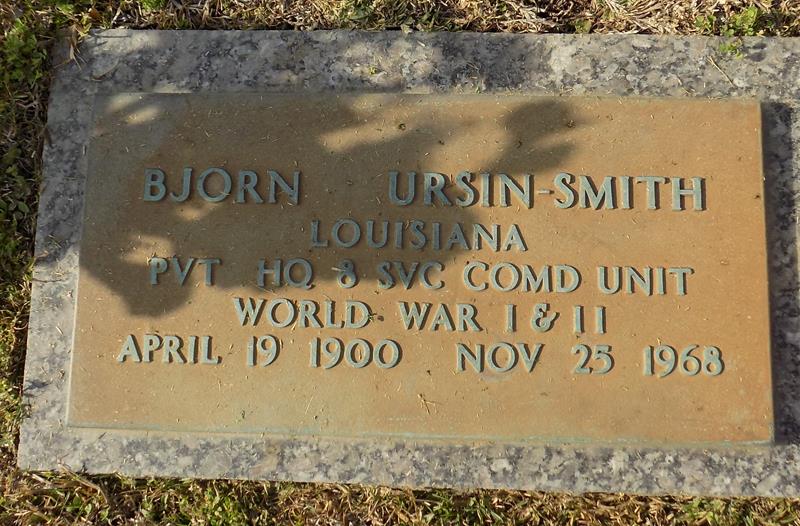 BJORN URSIN-SMITH
LOUISIANA
PVT HQ 8 SVC COMD UNIT
WORLD WAR I & II
APRIL 19 1900 NOV 25 1968